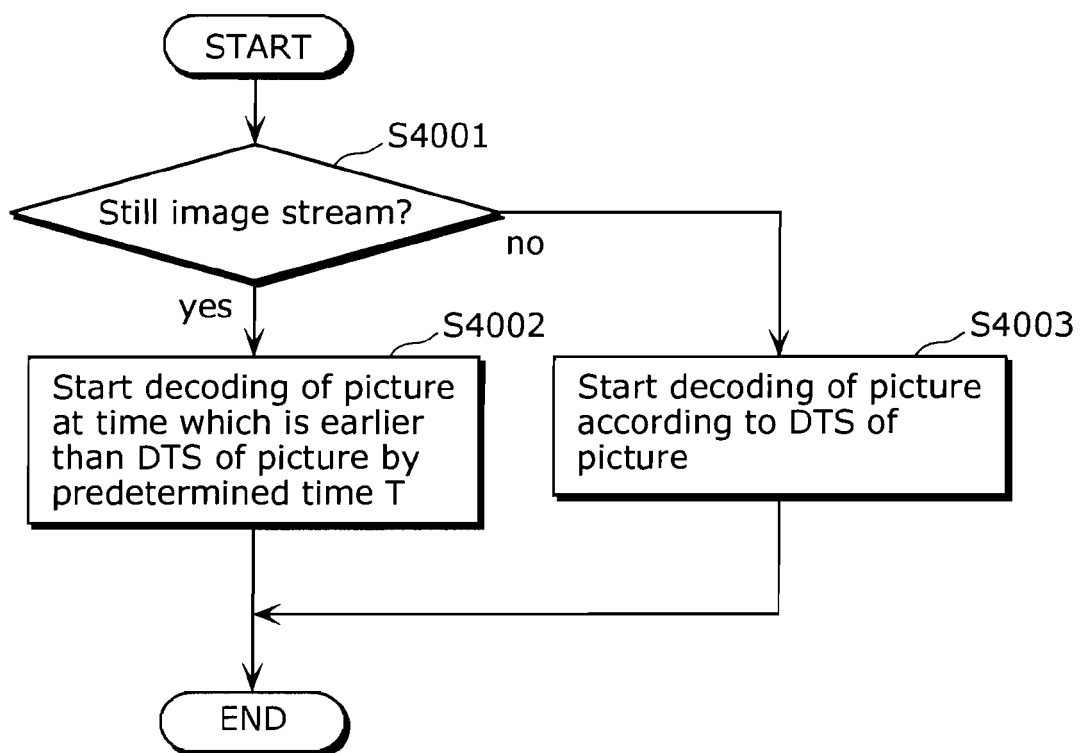 START
S4001
Still image stream?
no
yes
S4002
S4003
Start decoding of picture
at time which is earlier
than DTS of picture by
predetermined time T
Start decoding of picture
according to DTS of
picture
END